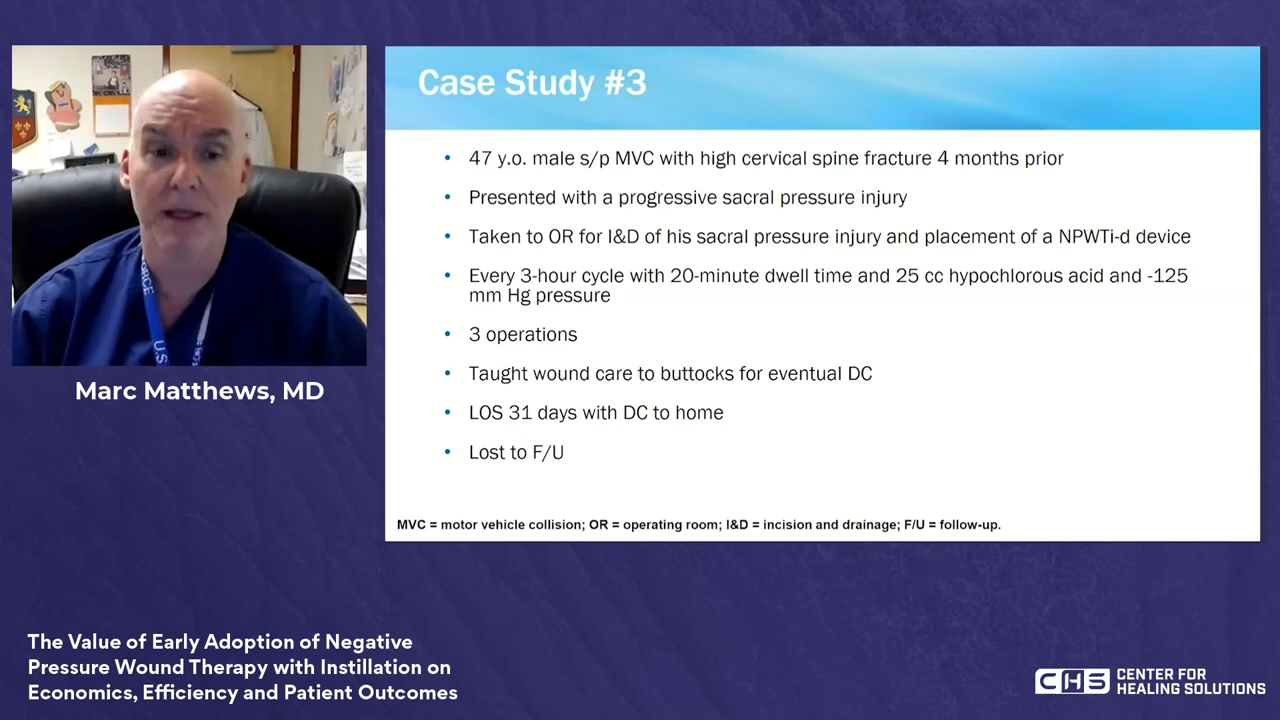 Case Study #3
• 47 y.o. male s/p MVC with high cervical spine fracture 4 months prior
• Presented with a progressive sacral pressure injury
• Taken to OR for I&D of his sacral pressure injury and placement of a NPWTi-d device
• Every 3-hour cycle with 20-minute dwell time and 25 cc hypochlorous acid and -125
mm Hg pressure
• 3 operations
• Taught wound care to buttocks for eventual DC
• LOS 31 days with DC to home
• Lost to F/U
MVC = motor vehicle collision; OR = operating room; I&D = incision and drainage; F/U = follow-up.
ORCE
U.S
Marc Matthews, MD
The Value of Early Adoption of Negative
Pressure Wound Therapy with Instillation on
Economics, Efficiency and Patient Outcomes
CHS
CENTER FOR
HEALING SOLUTIONS